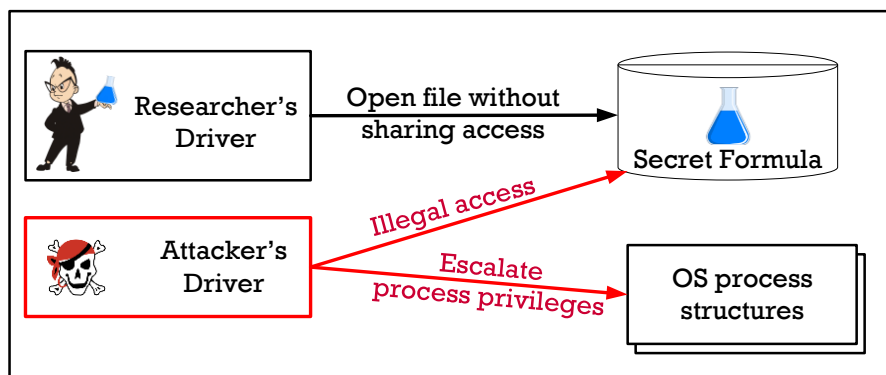 Researcher's
Driver
Open file without
sharing access
Secret Formula
Illegal access
Attacker's
Driver
Escalate
process privileges
OS process
structures